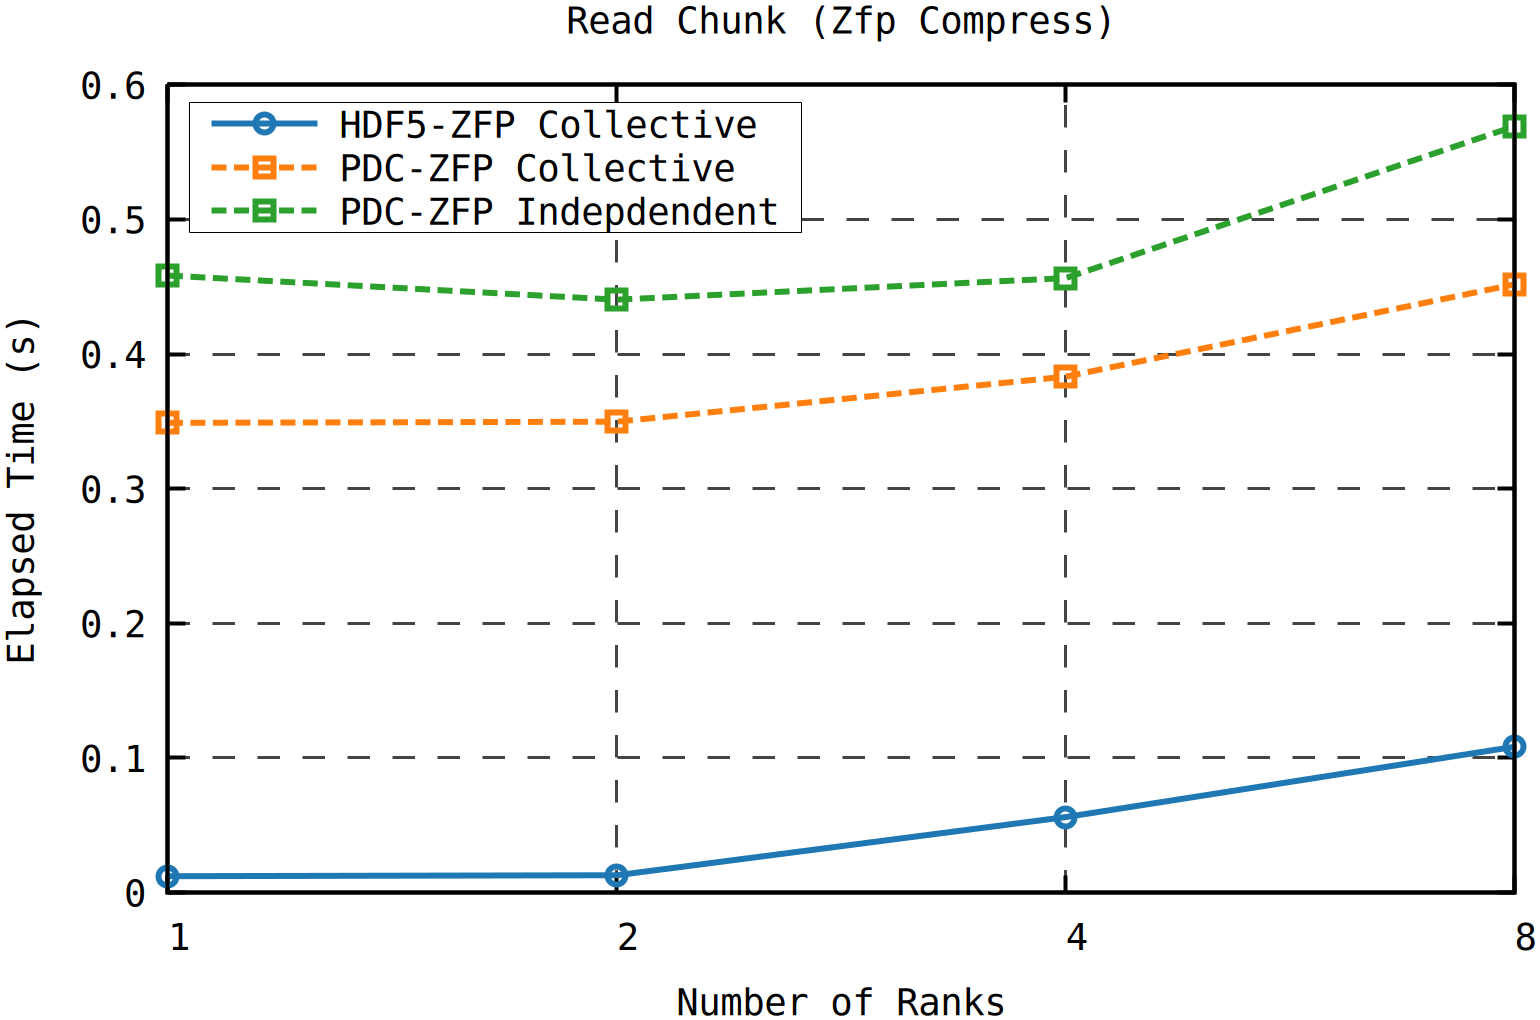 Read Chunk (Zfp Compress)
0.6
0.5
0.4
0.3
0.2
0.1
0
Elapsed Time (s)
HDF5-ZFP Collective
PDC-ZFP Collective
PDC-ZFP Indepdendent
1 2 4 8
Number of Ranks